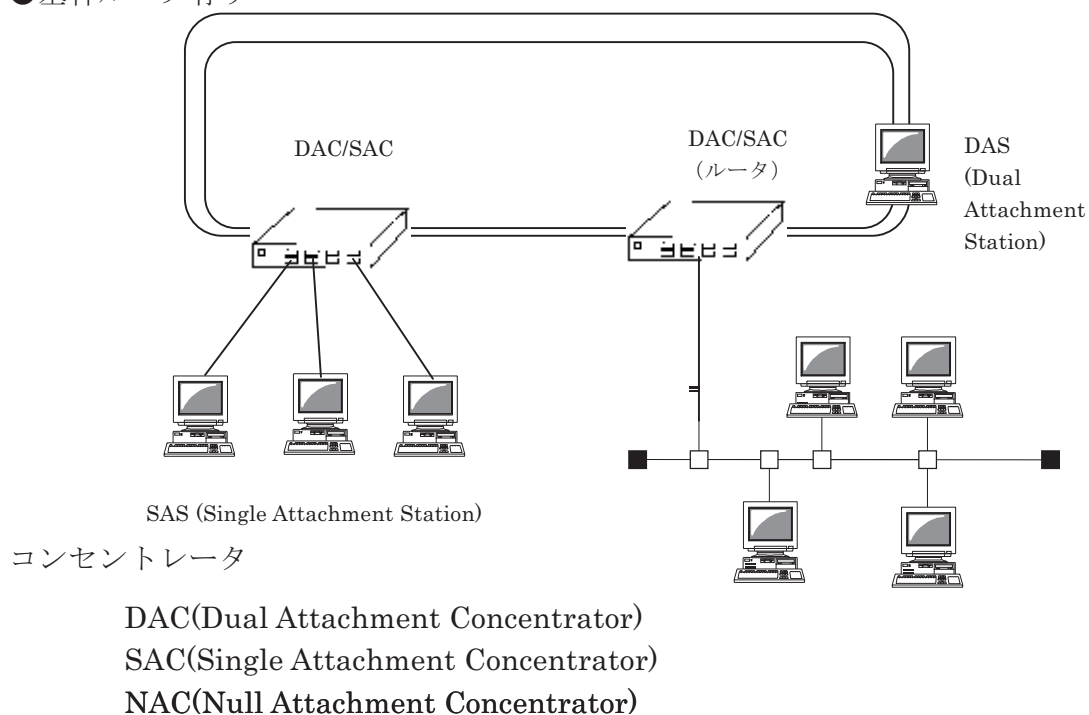 DAC/SAC
DAC/SAC
(ルータ)
DAS
(Dual
Attachment
Station)
SAS (Single Attachment Station)
コンセントレータ
DAC(Dual Attachment Concentrator)
SAC(Single Attachment Concentrator)
NAC(Null Attachment Concentrator)